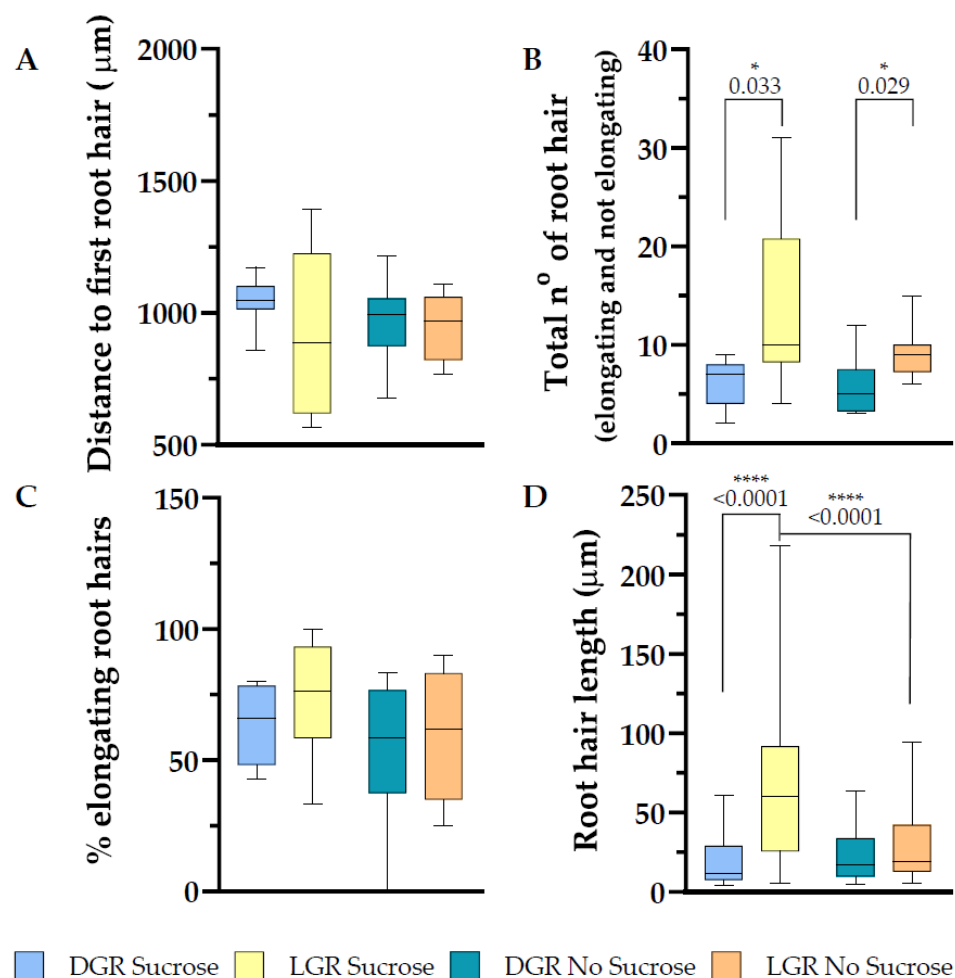 A
Distance to first root hair ( μm)
2000
1500
1000
500
B
Total nº of root hair
(elongating and not elongating)
40
30
20
10
0
*
0.033
*
0.029
C
% elongating root hairs
150
100
50
0
D
Root hair length (μm)
250
200
150
100
50
0
****
<0.0001
****
<0.0001
DGR Sucrose
LGR Sucrose
DGR No Sucrose
LGR No Sucrose